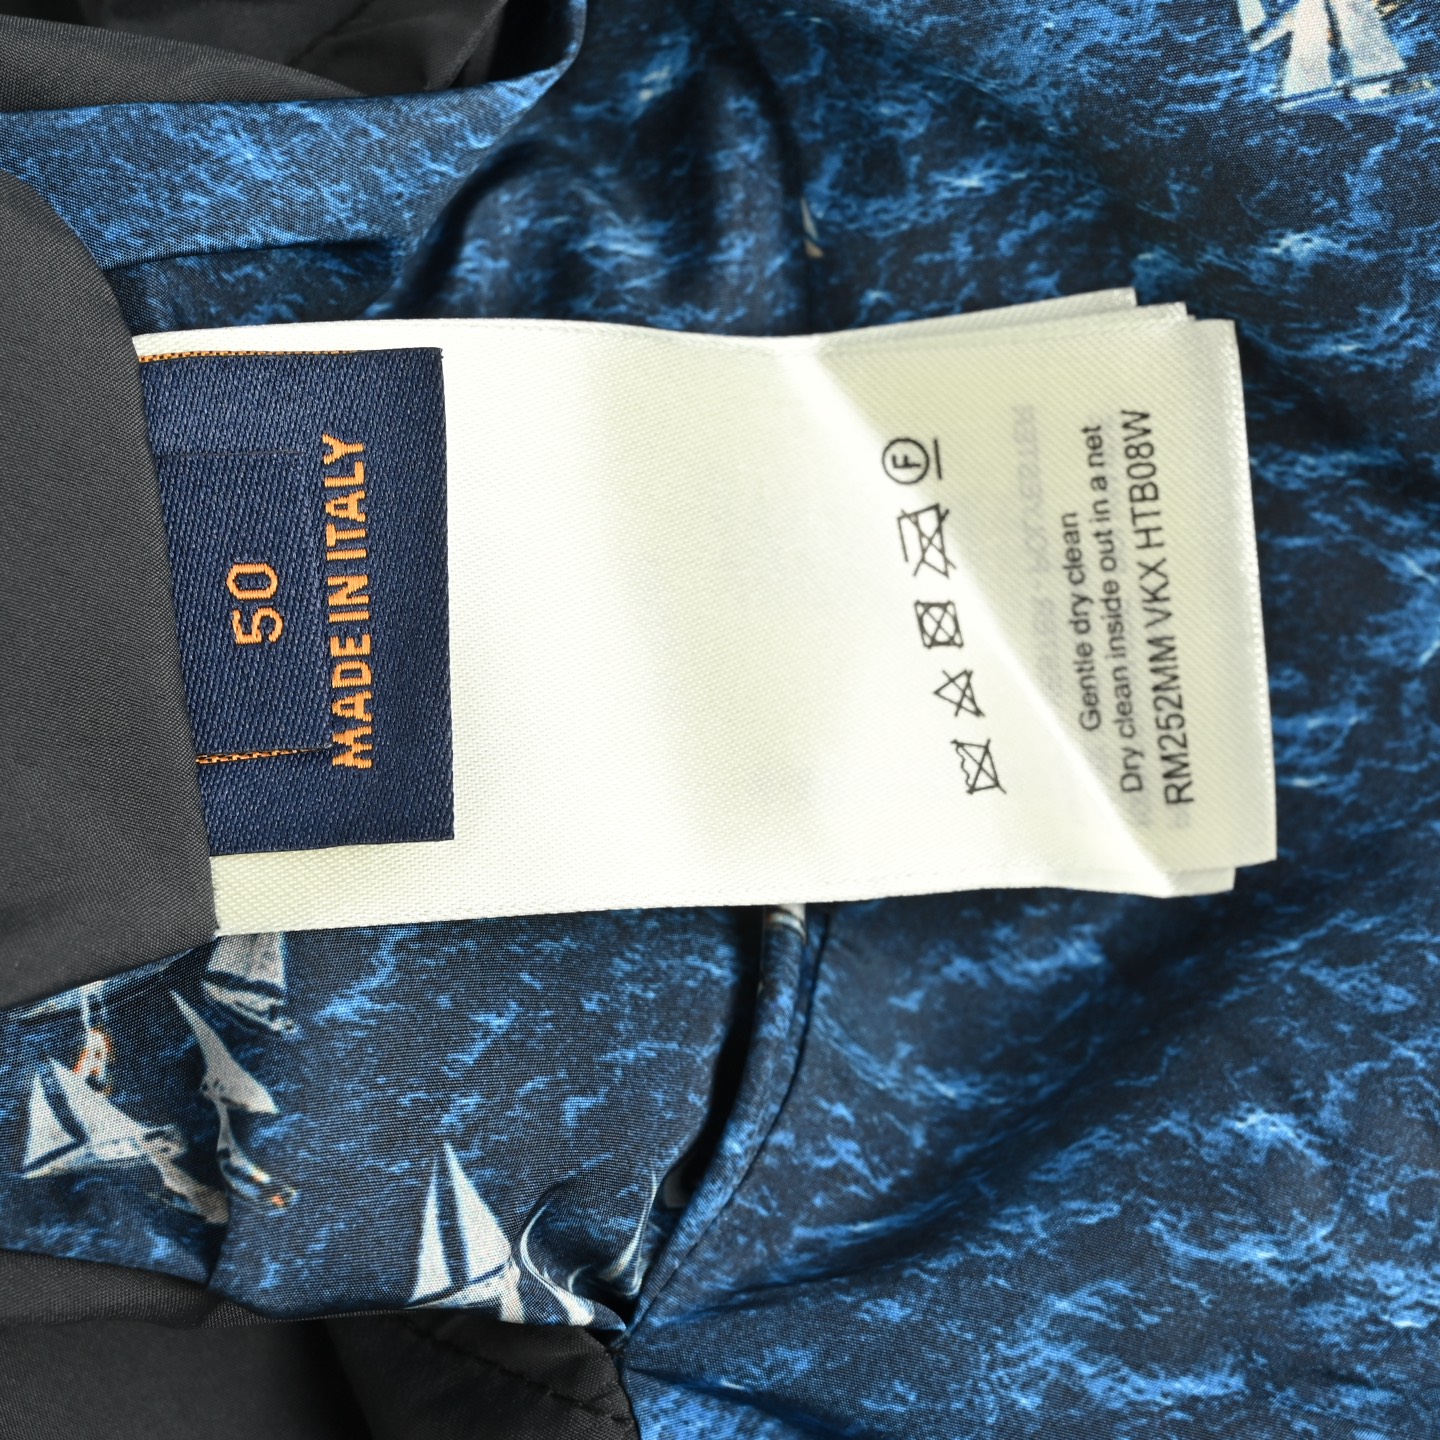 50
MADE IN ITALY
F
Gentle dry clean
Dry clean inside out in a net
RM252MM VKX HTB08W